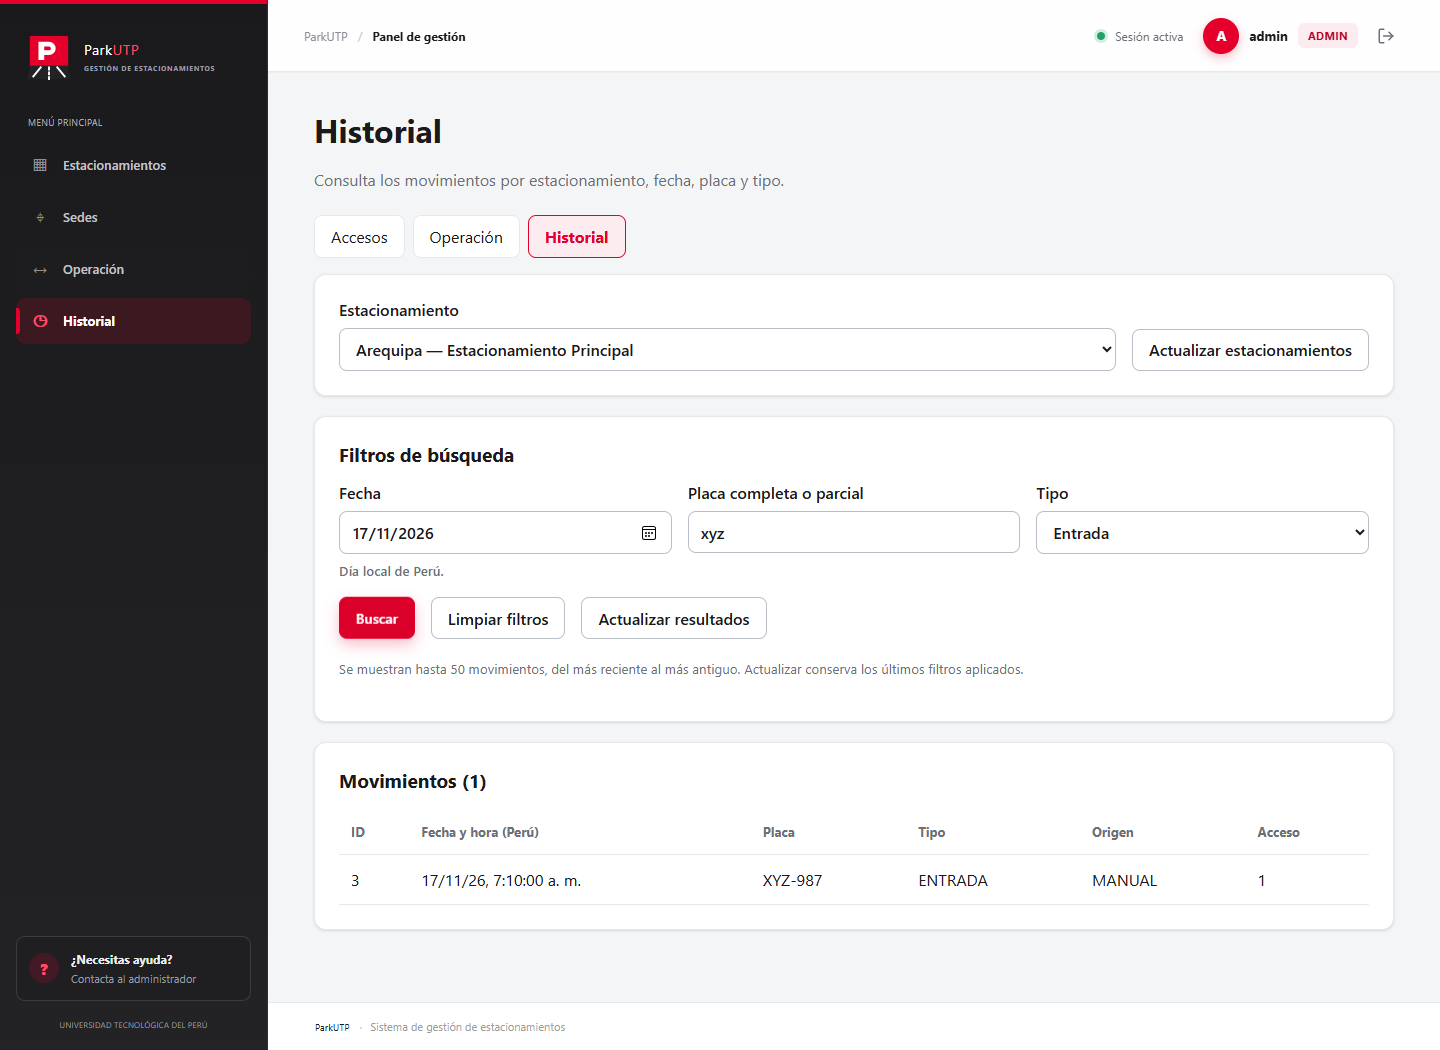 ParkUTP
GESTIÓN DE ESTACIONAMIENTOS
MENÚ PRINCIPAL
Estacionamientos
Sedes
Operación
Historial
¿Necesitas ayuda?
Contacta al administrador
UNIVERSIDAD TECNOLÓGICA DEL PERÚ
ParkUTP / Panel de gestión
Sesión activa A admin ADMIN
Historial
Consulta los movimientos por estacionamiento, fecha, placa y tipo.
Accesos Operación Historial
Estacionamiento
Arequipa — Estacionamiento Principal Actualizar estacionamientos
Filtros de búsqueda
Fecha Placa completa o parcial Tipo
17/11/2026 xyz Entrada
Día local de Perú.
Buscar Limpiar filtros Actualizar resultados
Se muestran hasta 50 movimientos, del más reciente al más antiguo. Actualizar conserva los últimos filtros aplicados.
Movimientos (1)
ID Fecha y hora (Perú) Placa Tipo Origen Acceso
3 17/11/26, 7:10:00 a. m. XYZ-987 ENTRADA MANUAL 1
ParkUTP · Sistema de gestión de estacionamientos